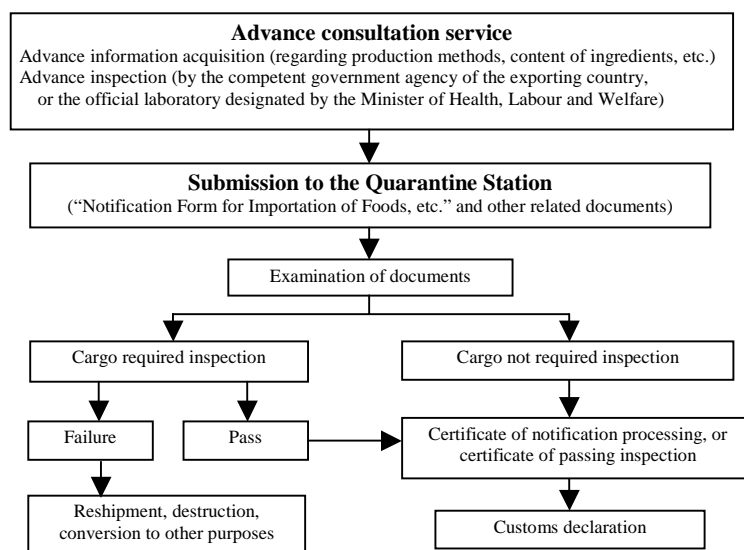 Advance consultation service
Advance information acquisition (regarding production methods, content of ingredients, etc.)
Advance inspection (by the competent government agency of the exporting country,
or the official laboratory designated by the Minister of Health, Labour and Welfare)
Submission to the Quarantine Station
(“Notification Form for Importation of Foods, etc.” and other related documents)
Examination of documents
Cargo required inspection
Cargo not required inspection
Failure
Pass
Certificate of notification processing, or
certificate of passing inspection
Reshipment, destruction,
conversion to other purposes
Customs declaration